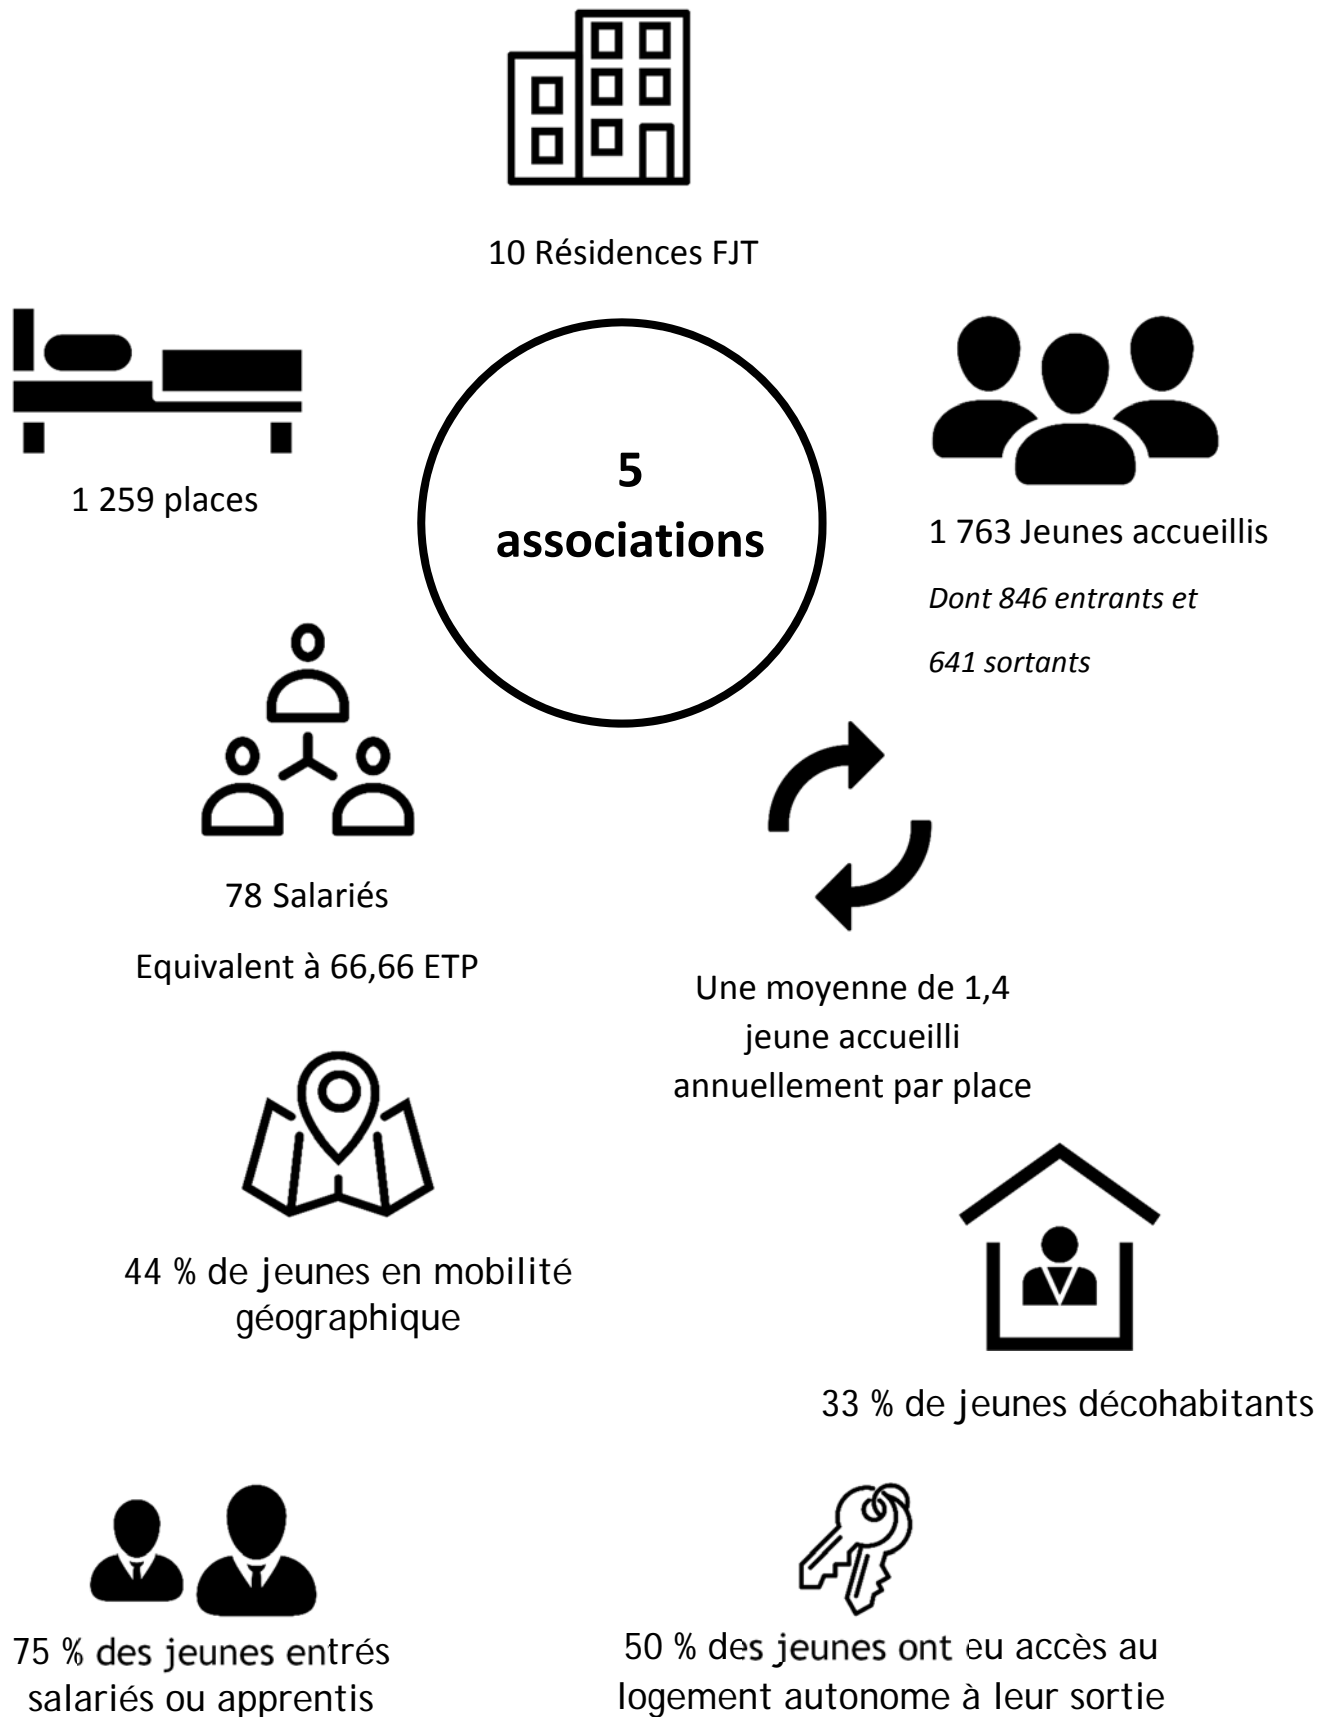 10 Résidences FJT
1 259 places
5
associations
1 763 Jeunes accueillis
Dont 846 entrants et
641 sortants
78 Salariés
Equivalent à 66,66 ETP
Une moyenne de 1,4
jeune accueilli
annuellement par place
44 % de jeunes en mobilité
géographique
33 % de jeunes décohabitants
75 % des jeunes entrés
salariés ou apprentis
50 % des jeunes ont eu accès au
logement autonome à leur sortie